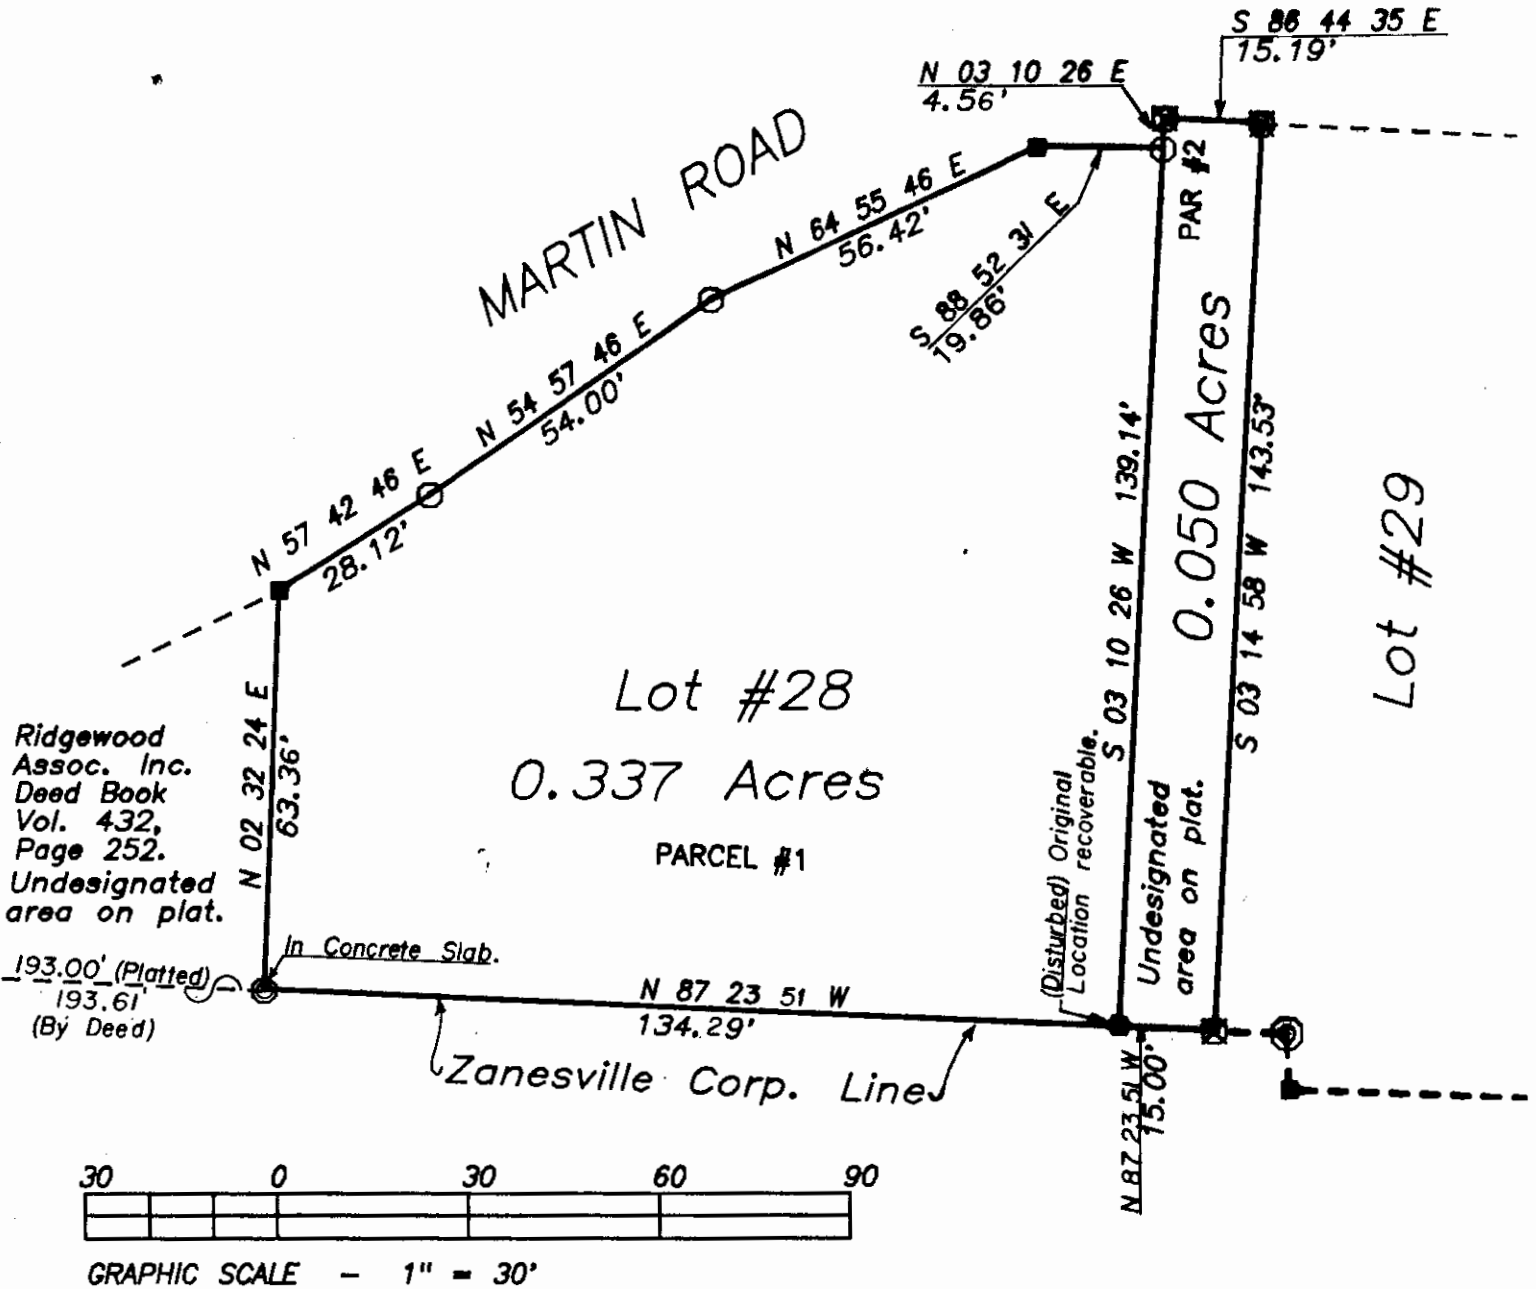 S 86 44 35 E
15.19'
N 03 10 26 E
4.56'
MARTIN ROAD
N 64 55 46 E
56.42'
S 88 52 31 E
19.86'
PAR #2
N 54 57 46 E
54.00'
N 57 42 46 E
28.12'
S 03 10 26 W 139.14'
0.050 Acres
S 03 14 58 W 143.53'
Lot #29
Lot #28
0.337 Acres
PARCEL #1
N 02 32 24 E
63.36'
Ridgewood
Assoc. Inc.
Deed Book
Vol. 432,
Page 252.
Undesignated
area on plat.
193.00' (Platted)
193.61'
(By Deed)
In Concrete Slab.
(Disturbed) Original
Location recoverable.
Undesignated
area on plat.
N 87 23 51 W
134.29'
Zanesville Corp. Line
N 87 23 51 W
15.00'
30 0 30 60 90
GRAPHIC SCALE - 1" = 30'